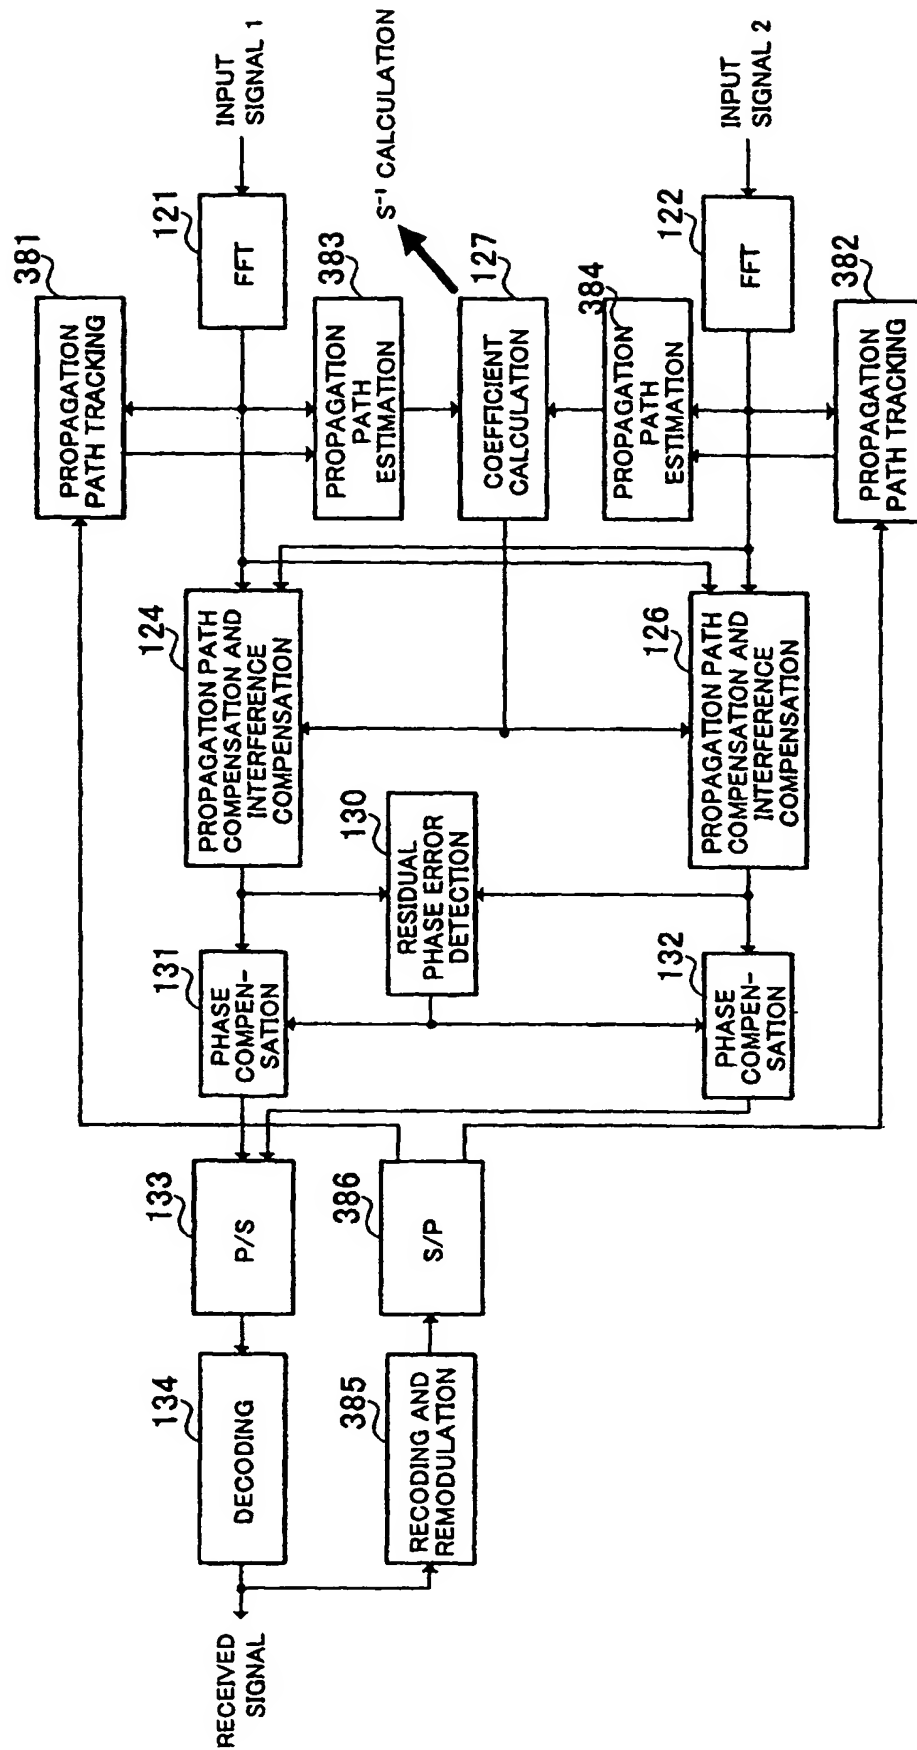 INPUT
SIGNAL 1
121
FFT
381
PROPAGATION
PATH TRACKING
383
PROPAGATION
PATH
ESTIMATION
S⁻¹ CALCULATION
127
COEFFICIENT
CALCULATION
384
PROPAGATION
PATH
ESTIMATION
INPUT
SIGNAL 2
122
FFT
382
PROPAGATION
PATH TRACKING
124
PROPAGATION PATH
COMPENSATION AND
INTERFERENCE
COMPENSATION
126
PROPAGATION PATH
COMPENSATION AND
INTERFERENCE
COMPENSATION
130
RESIDUAL
PHASE ERROR
DETECTION
131
PHASE
COMPEN-
SATION
132
PHASE
COMPEN-
SATION
133
P/S
386
S/P
134
DECODING
385
RECODING AND
REMODULATION
RECEIVED
SIGNAL